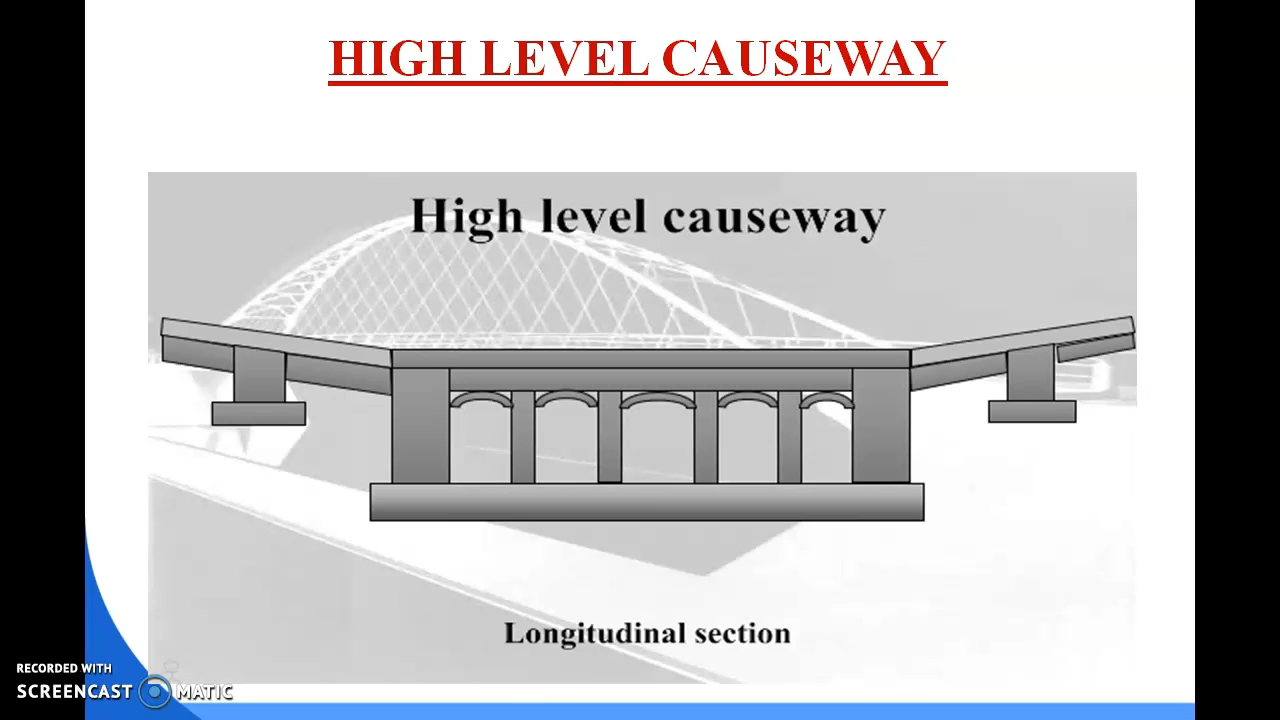 HIGH LEVEL CAUSEWAY
High level causeway
Longitudinal section
RECORDED WITH
SCREENCAST MATIC